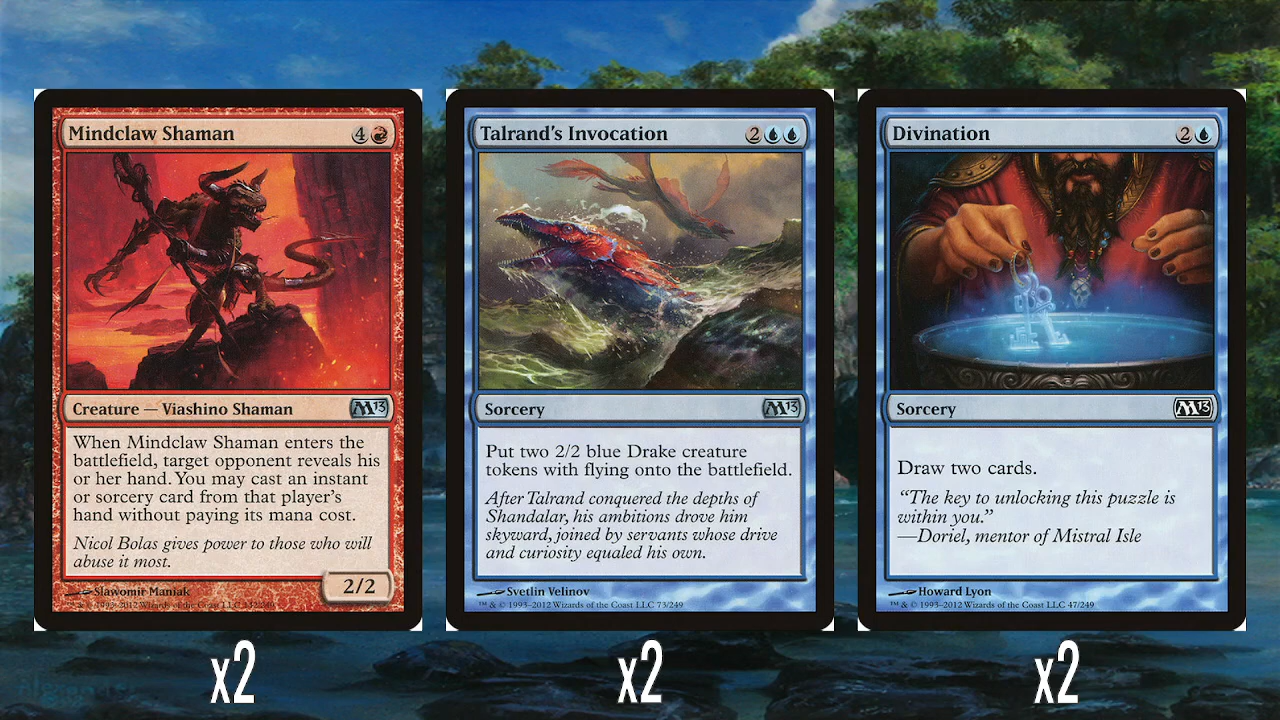 Mindclaw Shaman 4
Creature — Viashino Shaman M13
When Mindclaw Shaman enters the
battlefield, target opponent reveals his
or her hand. You may cast an instant
or sorcery card from that player's
hand without paying its mana cost.
Nicol Bolas gives power to those who will
abuse it most.
2/2
Slawomir Maniak
x2
Talrand's Invocation 2
Sorcery M13
Put two 2/2 blue Drake creature
tokens with flying onto the battlefield.
After Talrand conquered the depths of
Shandalar, his ambitions drove him
skyward, joined by servants whose drive
and curiosity equaled his own.
Svetlin Velinov
™ & © 1993–2012 Wizards of the Coast LLC 73/249
x2
Divination 2
Sorcery M13
Draw two cards.
“The key to unlocking this puzzle is
within you.”
—Doriel, mentor of Mistral Isle
Howard Lyon
™ & © 1993–2012 Wizards of the Coast LLC 47/249
x2